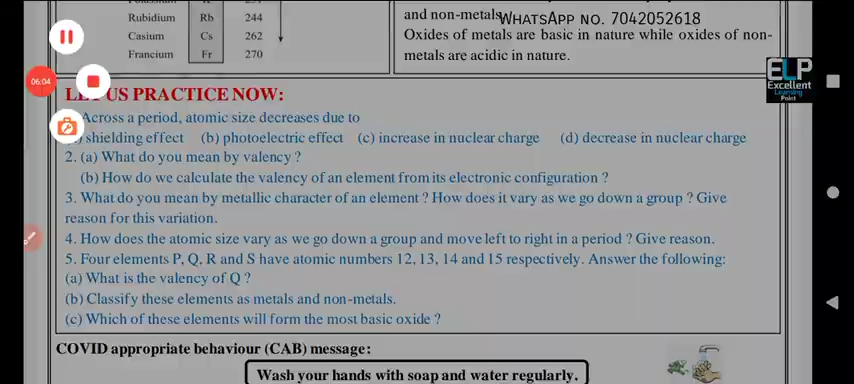 Rubidium Rb 244
Casium Cs 262
Francium Fr 270
and non-metals.
WHATSAPP NO. 7042052618
Oxides of metals are basic in nature while oxides of non-
metals are acidic in nature.
06:04
ELP
Excellent
Learning
Point
LET US PRACTICE NOW:
Across a period, atomic size decreases due to
shielding effect (b) photoelectric effect (c) increase in nuclear charge (d) decrease in nuclear charge
2. (a) What do you mean by valency ?
(b) How do we calculate the valency of an element from its electronic configuration ?
3. What do you mean by metallic character of an element ? How does it vary as we go down a group ? Give
reason for this variation.
4. How does the atomic size vary as we go down a group and move left to right in a period ? Give reason.
5. Four elements P, Q, R and S have atomic numbers 12, 13, 14 and 15 respectively. Answer the following:
(a) What is the valency of Q ?
(b) Classify these elements as metals and non-metals.
(c) Which of these elements will form the most basic oxide ?
COVID appropriate behaviour (CAB) message:
Wash your hands with soap and water regularly.